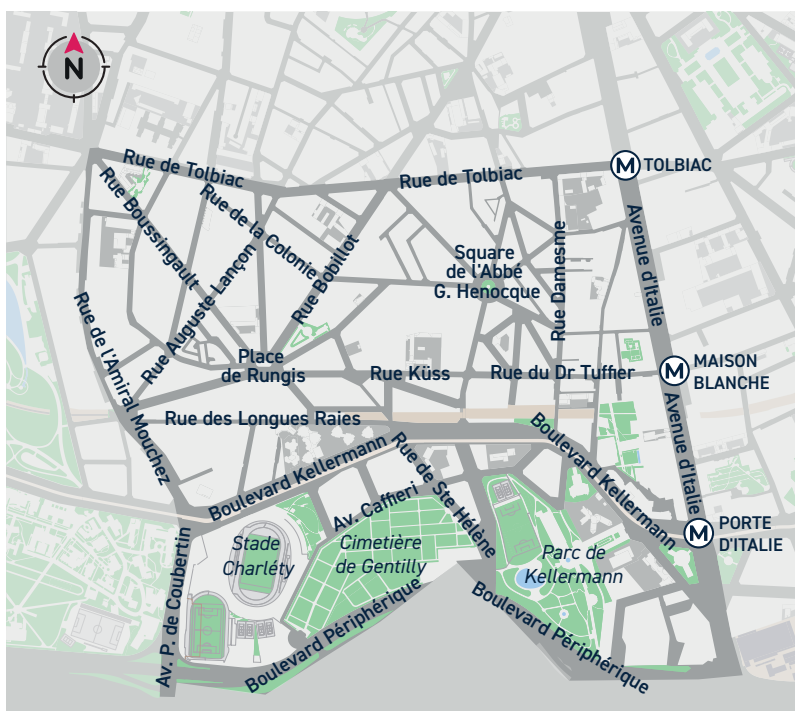 N
Rue de Tolbiac
Rue de Tolbiac
M TOLBIAC
Rue Boussingault
Rue de la Colonie
Rue Bobillot
Rue Auguste Lançon
Square
de l'Abbé
G. Henocque
Rue Damesme
Avenue d'Italie
Rue de l'Amiral Mouchez
Place
de Rungis
Rue Küss
Rue du Dr Tuffier
M MAISON
BLANCHE
Rue des Longues Raies
Boulevard Kellermann
Rue de Ste Hélène
Boulevard Kellermann
Avenue d'Italie
M PORTE
D'ITALIE
Av. P. de Coubertin
Stade
Charléty
Av. Caffieri
Cimetière
de Gentilly
Parc de
Kellermann
Boulevard Périphérique
Boulevard Périphérique